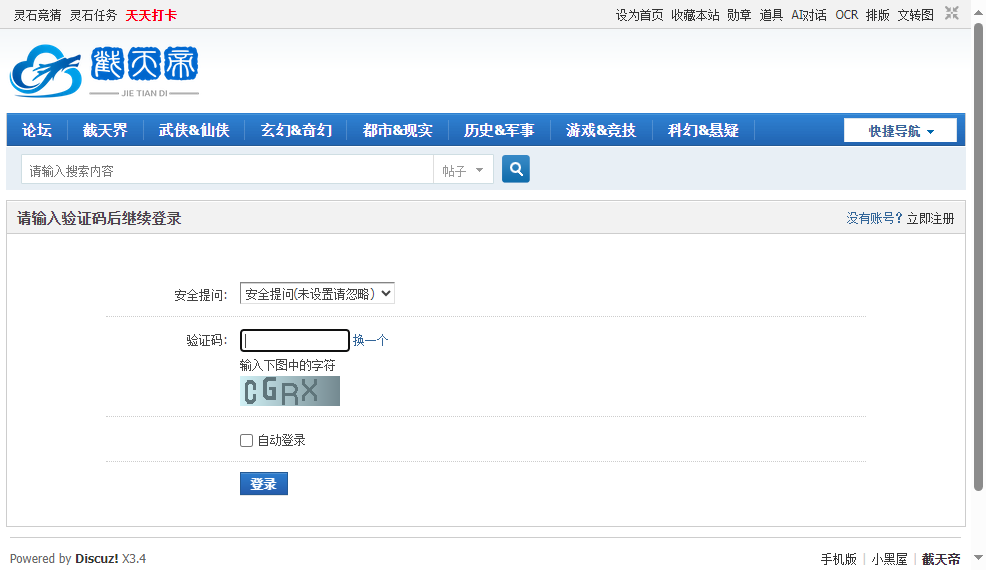 灵石竞猜 灵石任务 天天打卡 设为首页 收藏本站 勋章 道具 AI对话 OCR 排版 文转图
截天帝
JIE TIAN DI
论坛 截天界 武侠&仙侠 玄幻&奇幻 都市&现实 历史&军事 游戏&竞技 科幻&悬疑 快捷导航
请输入搜索内容 帖子
请输入验证码后继续登录 没有账号？立即注册
安全提问: 安全提问(未设置请忽略)
验证码: 换一个
输入下图中的字符
CGRX
自动登录
登录
Powered by Discuz! X3.4 手机版 | 小黑屋 | 截天帝